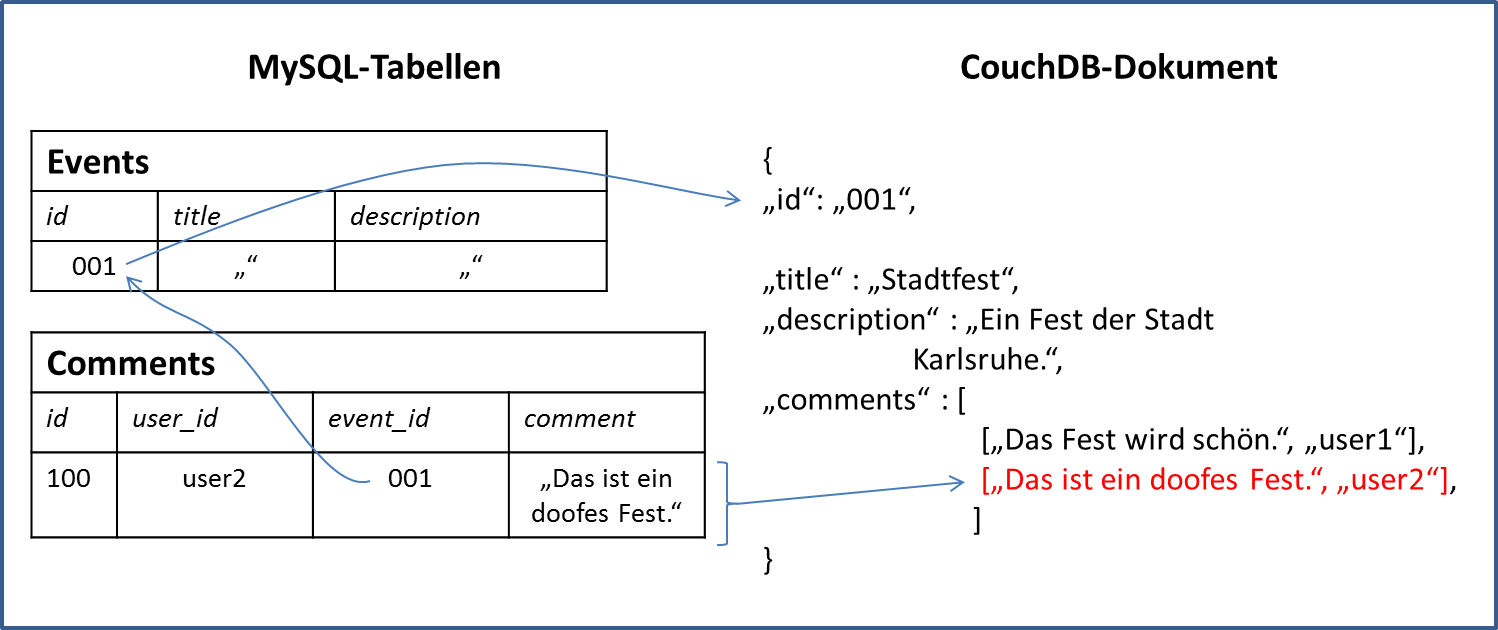 MySQL-Tabellen
Events
id title description
001 „“ „“
Comments
id user_id event_id comment
100 user2 001 „Das ist ein
doofes Fest.“
CouchDB-Dokument
{
„id“: „001“,
„title“ : „Stadtfest“,
„description“ : „Ein Fest der Stadt
Karlsruhe.“,
„comments“ : [
[„Das Fest wird schön.“, „user1“],
[„Das ist ein doofes Fest.“, „user2“],
]
}